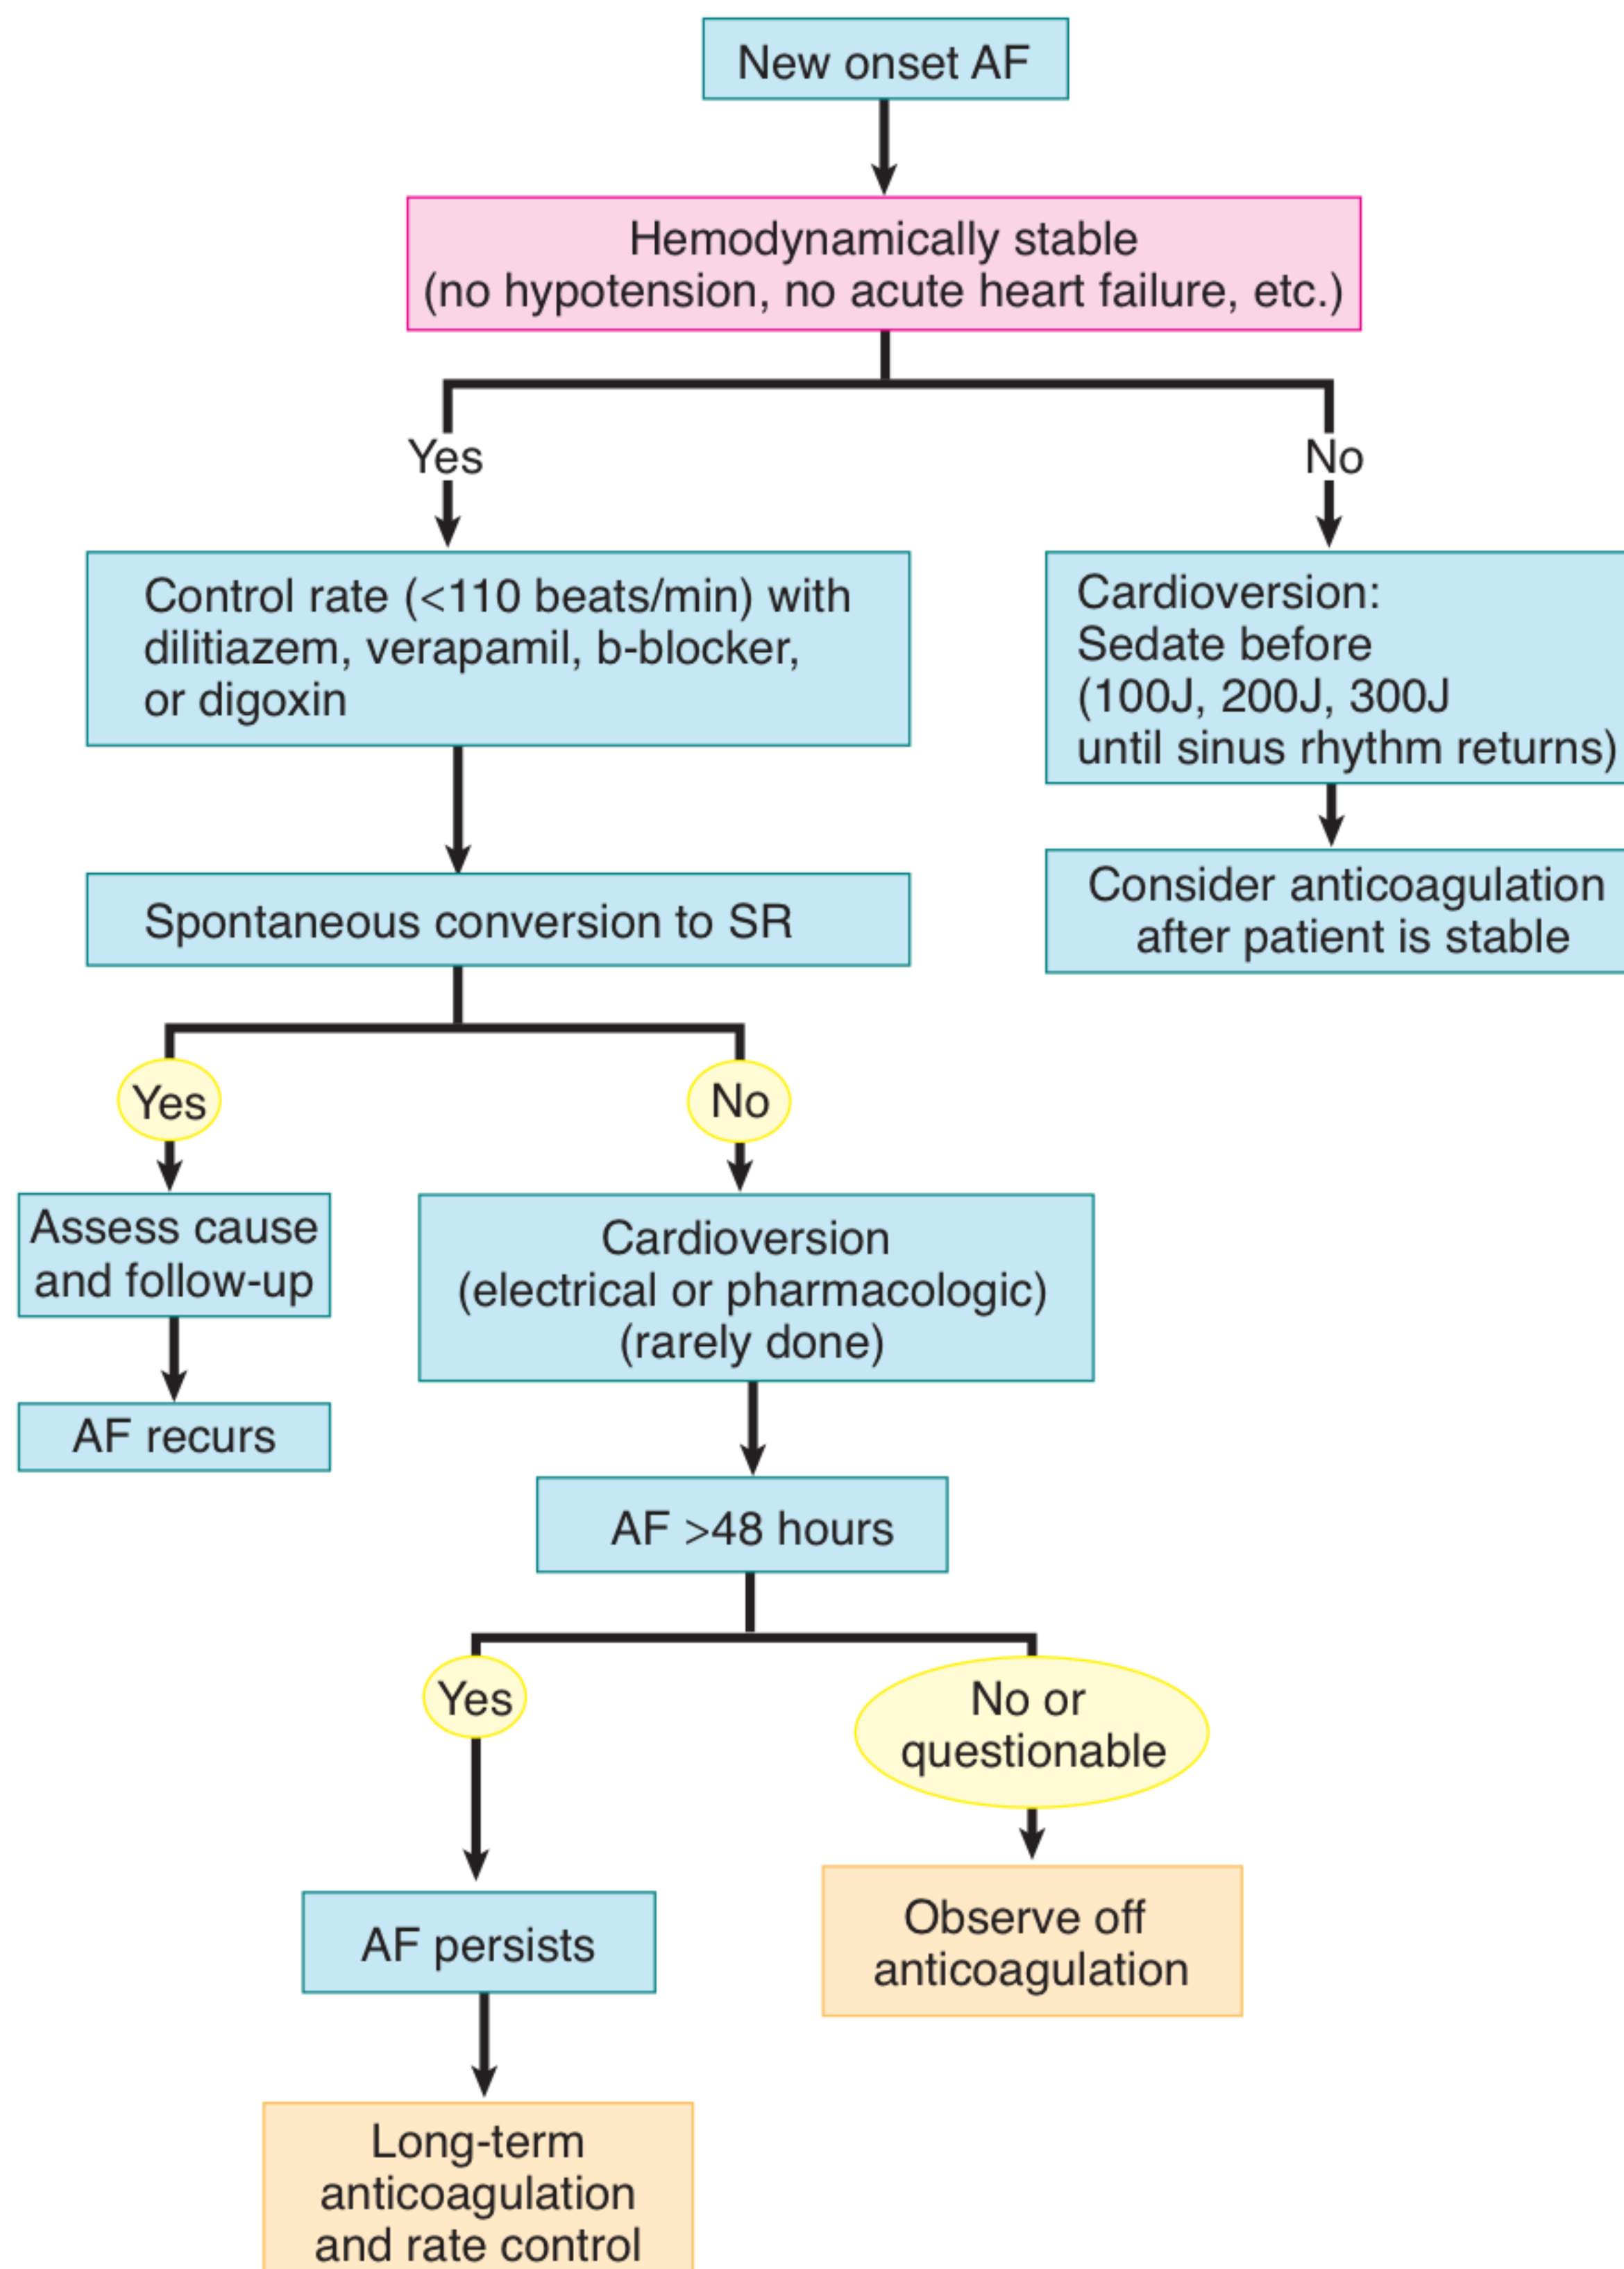 New onset AF
Hemodynamically stable
(no hypotension, no acute heart failure, etc.)
Yes
No
Control rate (<110 beats/min) with
dilitiazem, verapamil, b-blocker,
or digoxin
Cardioversion:
Sedate before
(100J, 200J, 300J
until sinus rhythm returns)
Spontaneous conversion to SR
Consider anticoagulation
after patient is stable
Yes
No
Assess cause
and follow-up
Cardioversion
(electrical or pharmacologic)
(rarely done)
AF recurs
AF >48 hours
Yes
No or
questionable
AF persists
Observe off
anticoagulation
Long-term
anticoagulation
and rate control